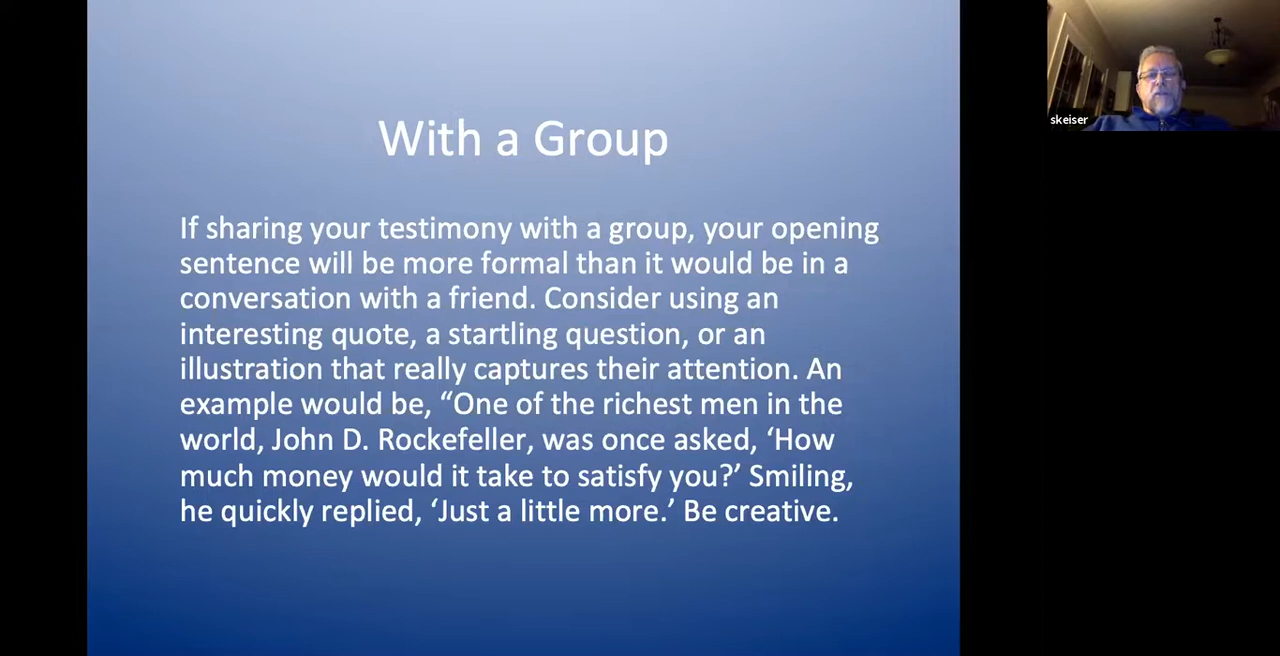 With a Group
If sharing your testimony with a group, your opening
sentence will be more formal than it would be in a
conversation with a friend. Consider using an
interesting quote, a startling question, or an
illustration that really captures their attention. An
example would be, “One of the richest men in the
world, John D. Rockefeller, was once asked, ‘How
much money would it take to satisfy you?’ Smiling,
he quickly replied, ‘Just a little more.’ Be creative.
skeiser